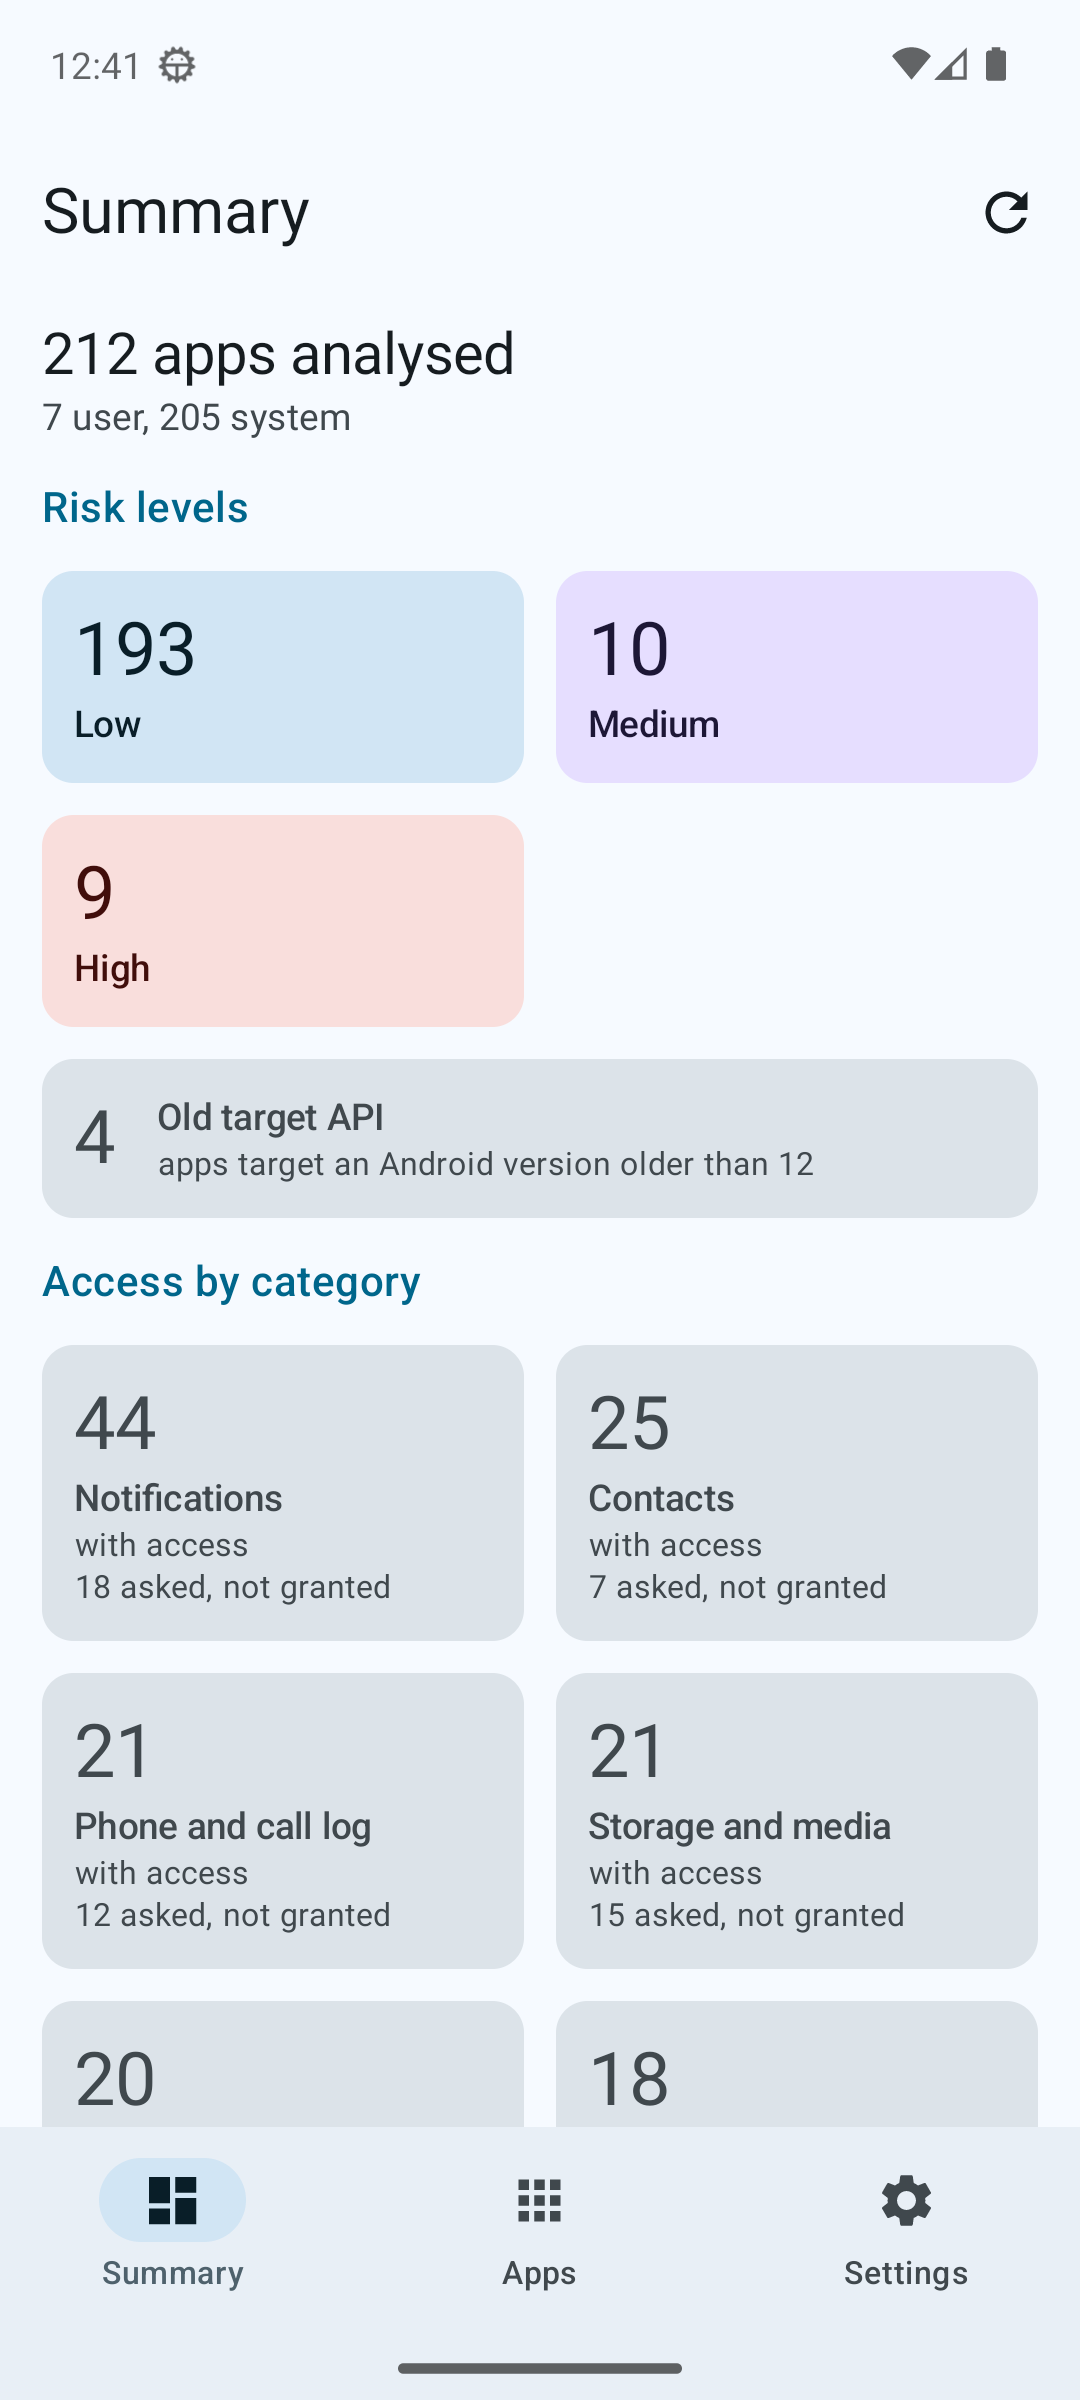 12:41
Summary
212 apps analysed
7 user, 205 system
Risk levels
193
Low
10
Medium
9
High
4
Old target API
apps target an Android version older than 12
Access by category
44
Notifications
with access
18 asked, not granted
25
Contacts
with access
7 asked, not granted
21
Phone and call log
with access
12 asked, not granted
21
Storage and media
with access
15 asked, not granted
20
18
Summary
Apps
Settings